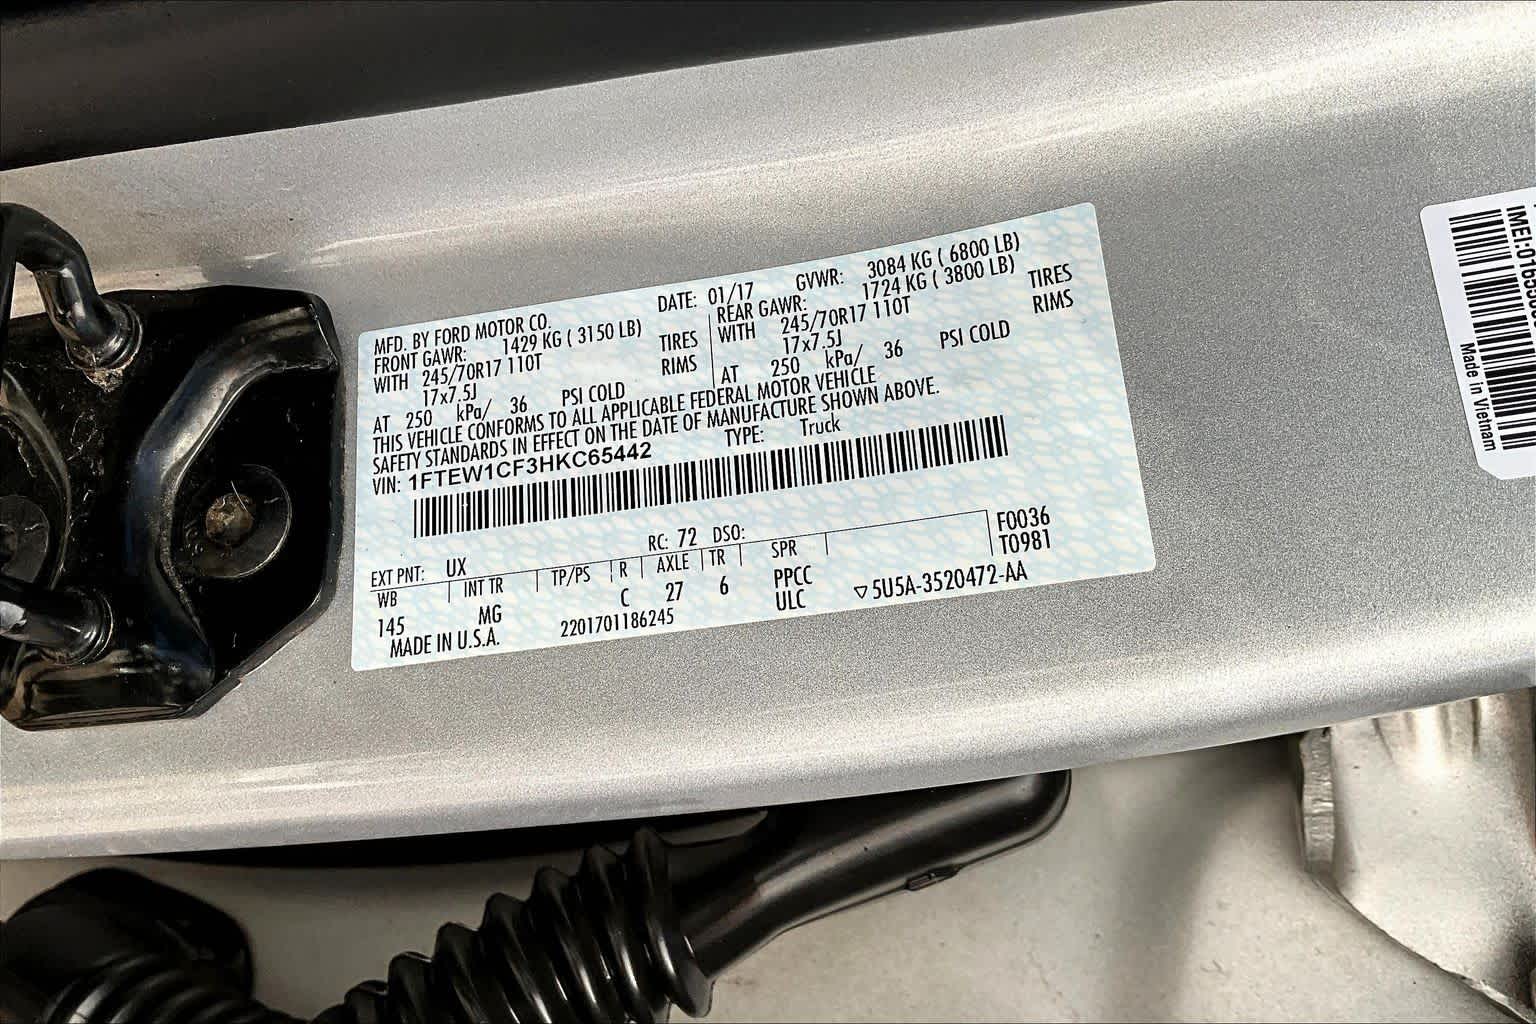 MFD. BY FORD MOTOR CO.
DATE: 01/17
GVWR: 3084 KG ( 6800 LB)
FRONT GAWR: 1429 KG ( 3150 LB)
WITH 245/70R17 110T TIRES
17x7.5J RIMS
AT 250 kPa/ 36 PSI COLD
REAR GAWR: 1724 KG ( 3800 LB)
WITH 245/70R17 110T TIRES
17x7.5J RIMS
AT 250 kPa/ 36 PSI COLD
THIS VEHICLE CONFORMS TO ALL APPLICABLE FEDERAL MOTOR VEHICLE
SAFETY STANDARDS IN EFFECT ON THE DATE OF MANUFACTURE SHOWN ABOVE.
VIN: 1FTEW1CF3HKC65442 TYPE: Truck
F0036
T0981
EXT PNT: UX RC: 72 DSO:
WB INT TR TP/PS R AXLE TR SPR
145 MG C 27 6 PPCC
ULC
▽5U5A-3520472-AA
MADE IN U.S.A. 2201701186245
Made in Vietnam